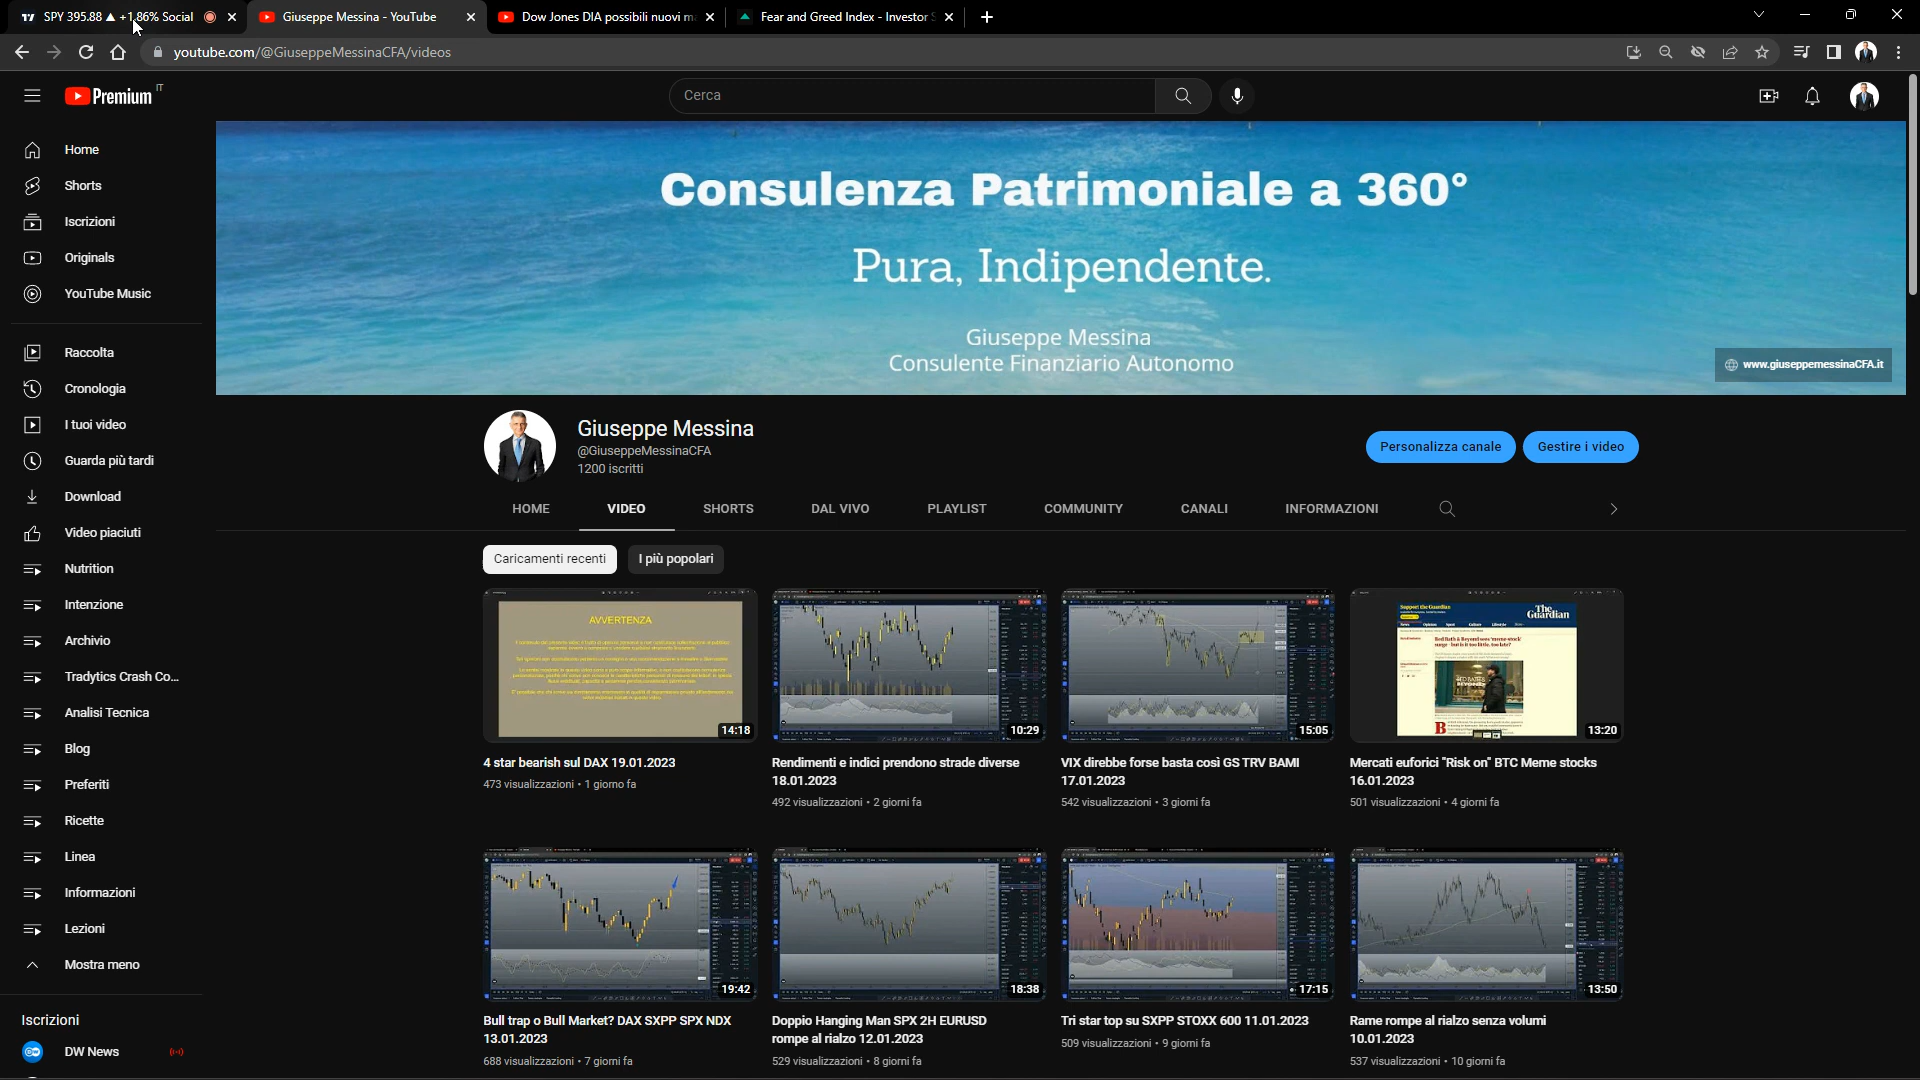 SPY 395.88 ▲ +1.86% Social
Giuseppe Messina - YouTube
Dow Jones DIA possibili nuovi m
Fear and Greed Index - Investor S
youtube.com/@GiuseppeMessinaCFA/videos
Premium IT
Cerca
Home
Shorts
Iscrizioni
Originals
YouTube Music
Raccolta
Cronologia
I tuoi video
Guarda più tardi
Download
Video piaciuti
Nutrition
Intenzione
Archivio
Tradytics Crash Co...
Analisi Tecnica
Blog
Preferiti
Ricette
Linea
Informazioni
Lezioni
Mostra meno
Iscrizioni
DW News
Consulenza Patrimoniale a 360°
Pura, Indipendente.
Giuseppe Messina
Consulente Finanziario Autonomo
www.giuseppemessinaCFA.it
Giuseppe Messina
@GiuseppeMessinaCFA
1200 iscritti
Personalizza canale
Gestire i video
HOME
VIDEO
SHORTS
DAL VIVO
PLAYLIST
COMMUNITY
CANALI
INFORMAZIONI
Caricamenti recenti
I più popolari
AVVERTENZA
14:18
10:29
15:05
Support the Guardian
The Guardian
13:20
4 star bearish sul DAX 19.01.2023
473 visualizzazioni • 1 giorno fa
Rendimenti e indici prendono strade diverse
18.01.2023
492 visualizzazioni • 2 giorni fa
VIX direbbe forse basta così GS TRV BAMI
17.01.2023
542 visualizzazioni • 3 giorni fa
Mercati euforici "Risk on" BTC Meme stocks
16.01.2023
501 visualizzazioni • 4 giorni fa
19:42
18:38
17:15
13:50
Bull trap o Bull Market? DAX SXPP SPX NDX
13.01.2023
688 visualizzazioni • 7 giorni fa
Doppio Hanging Man SPX 2H EURUSD
rompe al rialzo 12.01.2023
529 visualizzazioni • 8 giorni fa
Tri star top su SXPP STOXX 600 11.01.2023
509 visualizzazioni • 9 giorni fa
Rame rompe al rialzo senza volumi
10.01.2023
537 visualizzazioni • 10 giorni fa